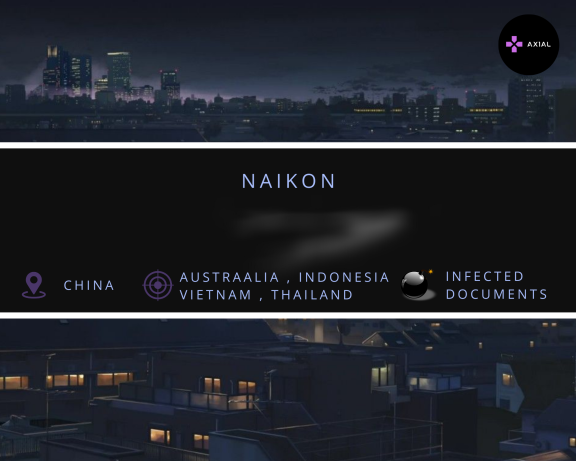 AXIAL
NAIKON
CHINA
AUSTRAALIA , INDONESIA
VIETNAM , THAILAND
INFECTED
DOCUMENTS